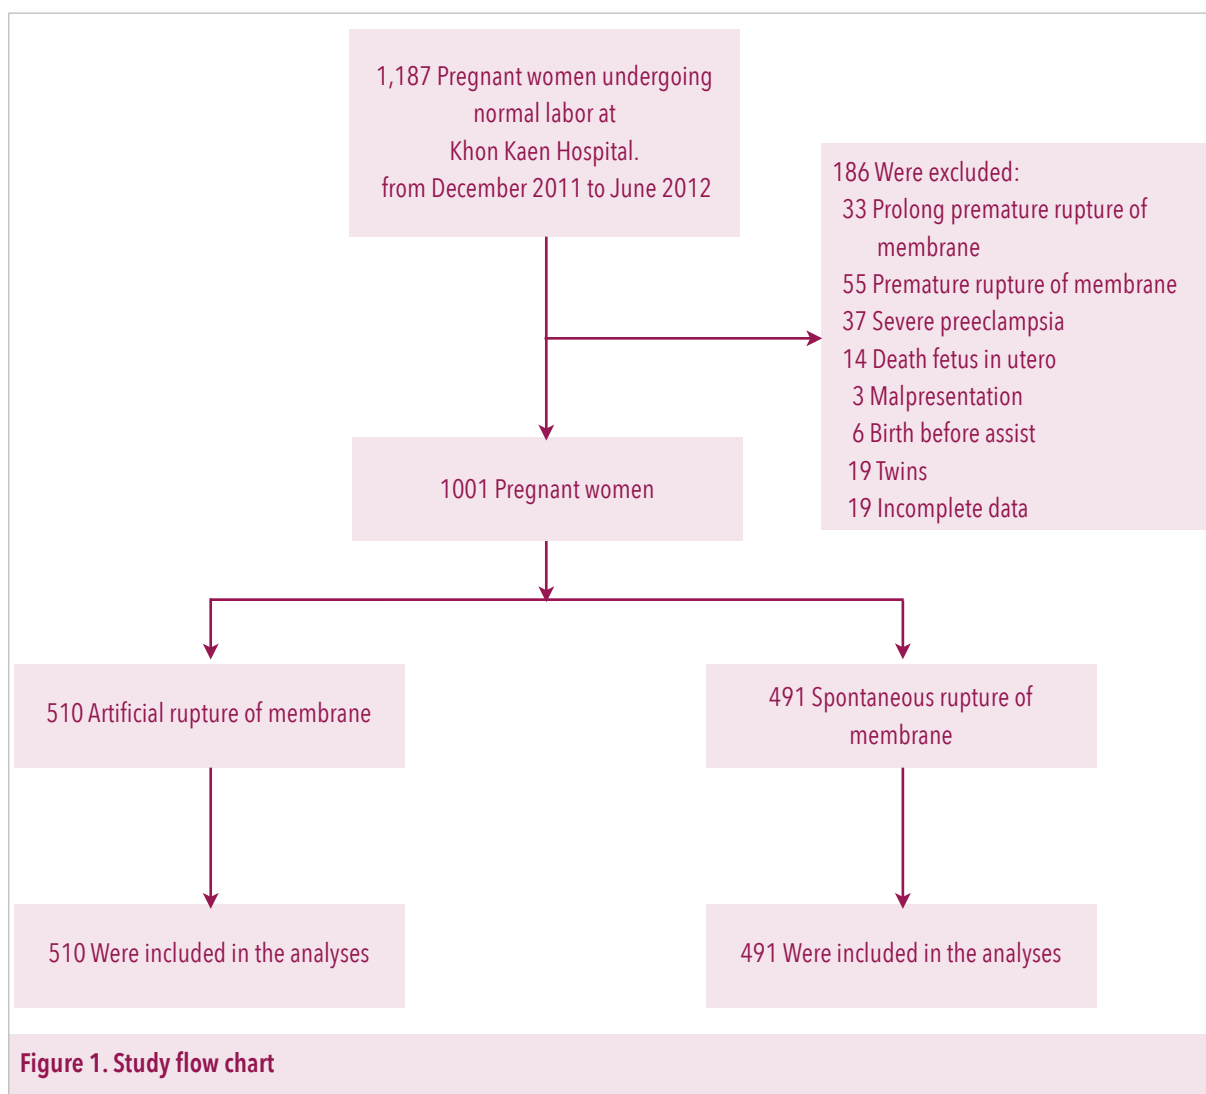 1,187 Pregnant women undergoing
normal labor at
Khon Kaen Hospital.
from December 2011 to June 2012
186 Were excluded:
33 Prolong premature rupture of
membrane
55 Premature rupture of membrane
37 Severe preeclampsia
14 Death fetus in utero
3 Malpresentation
6 Birth before assist
19 Twins
19 Incomplete data
1001 Pregnant women
510 Artificial rupture of membrane
491 Spontaneous rupture of
membrane
510 Were included in the analyses
491 Were included in the analyses
Figure 1. Study flow chart